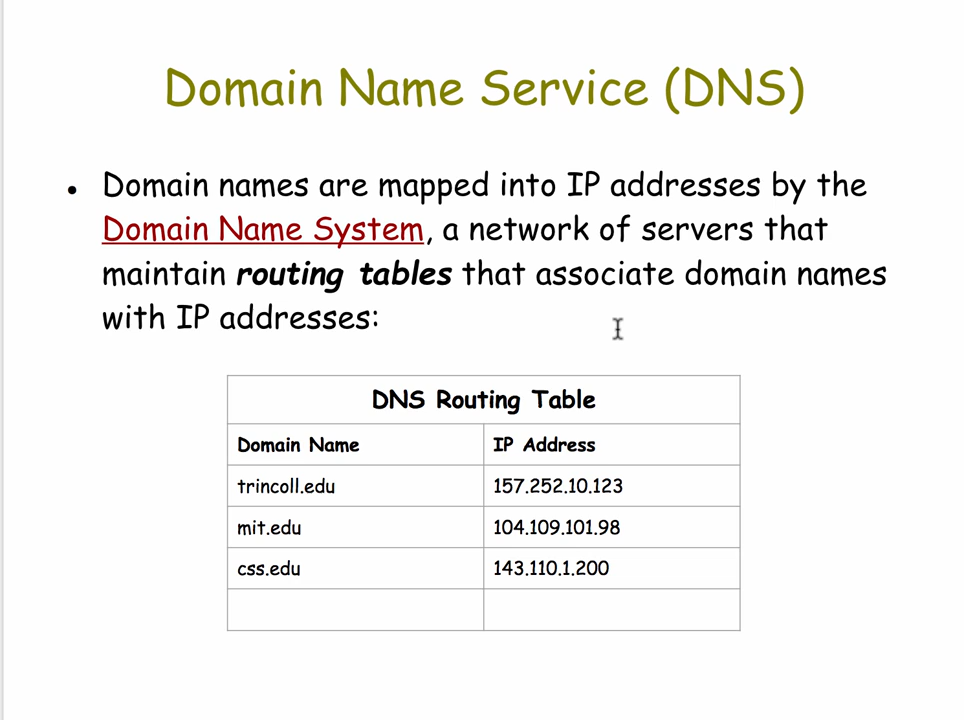 Domain Name Service (DNS)
• Domain names are mapped into IP addresses by the
Domain Name System, a network of servers that
maintain routing tables that associate domain names
with IP addresses:
DNS Routing Table
Domain Name IP Address
trincoll.edu 157.252.10.123
mit.edu 104.109.101.98
css.edu 143.110.1.200